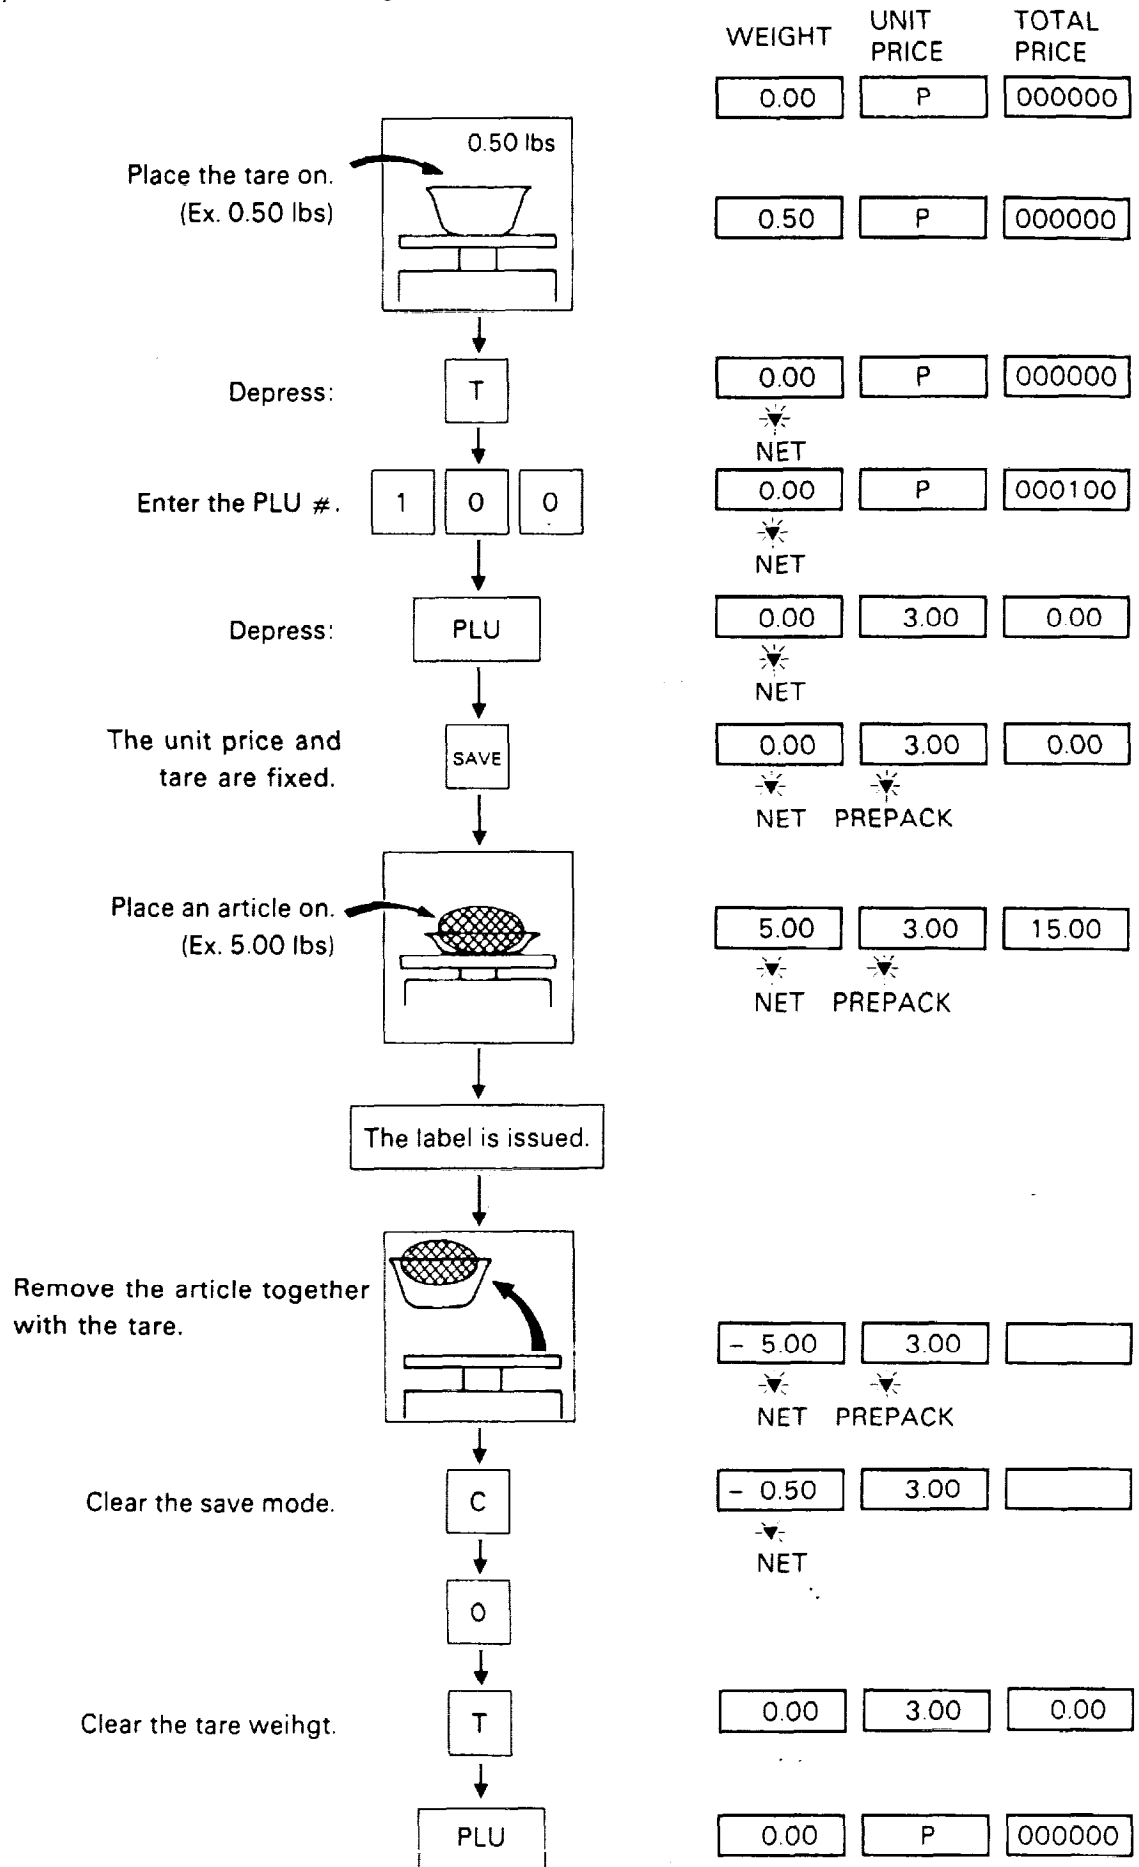 WEIGHT UNIT PRICE TOTAL PRICE
0.00 P 000000
0.50 lbs
Place the tare on.
(Ex. 0.50 lbs)
0.50 P 000000
Depress: T 0.00 P 000000
NET
Enter the PLU #. 1 0 0 0.00 P 000100
NET
Depress: PLU 0.00 3.00 0.00
NET
The unit price and
tare are fixed.
SAVE 0.00 3.00 0.00
NET PREPACK
Place an article on.
(Ex. 5.00 lbs)
5.00 3.00 15.00
NET PREPACK
The label is issued.
Remove the article together
with the tare.
- 5.00 3.00
NET PREPACK
Clear the save mode. C - 0.50 3.00
NET
0
Clear the tare weihgt. T 0.00 3.00 0.00
PLU 0.00 P 000000